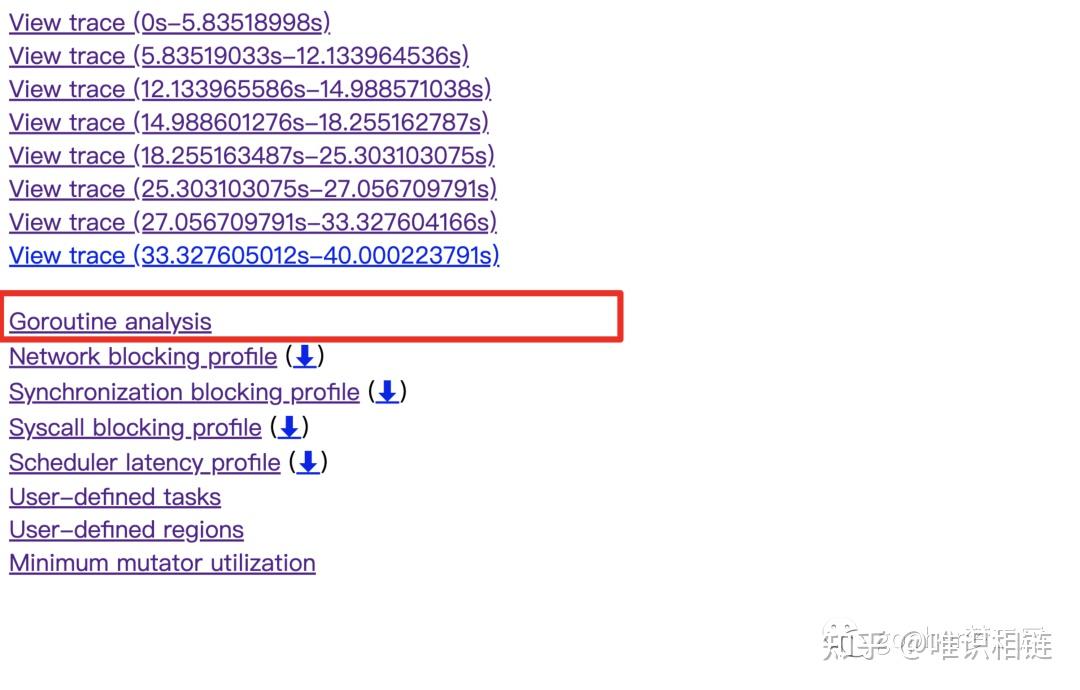 View trace (0s–5.83518998s)
View trace (5.83519033s–12.133964536s)
View trace (12.133965586s–14.988571038s)
View trace (14.988601276s–18.255162787s)
View trace (18.255163487s–25.303103075s)
View trace (25.303103075s–27.056709791s)
View trace (27.056709791s–33.327604166s)
View trace (33.327605012s–40.000223791s)
Goroutine analysis
Network blocking profile (⬇)
Synchronization blocking profile (⬇)
Syscall blocking profile (⬇)
Scheduler latency profile (⬇)
User–defined tasks
User–defined regions
Minimum mutator utilization
知乎 @唯识相链